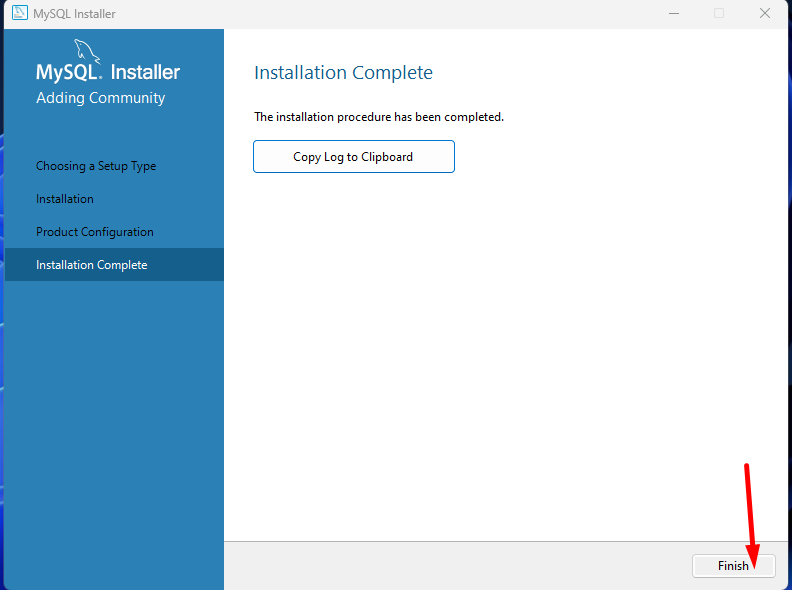 MySQL Installer
MySQL. Installer
Adding Community
Choosing a Setup Type
Installation
Product Configuration
Installation Complete
Installation Complete
The installation procedure has been completed.
Copy Log to Clipboard
Finish